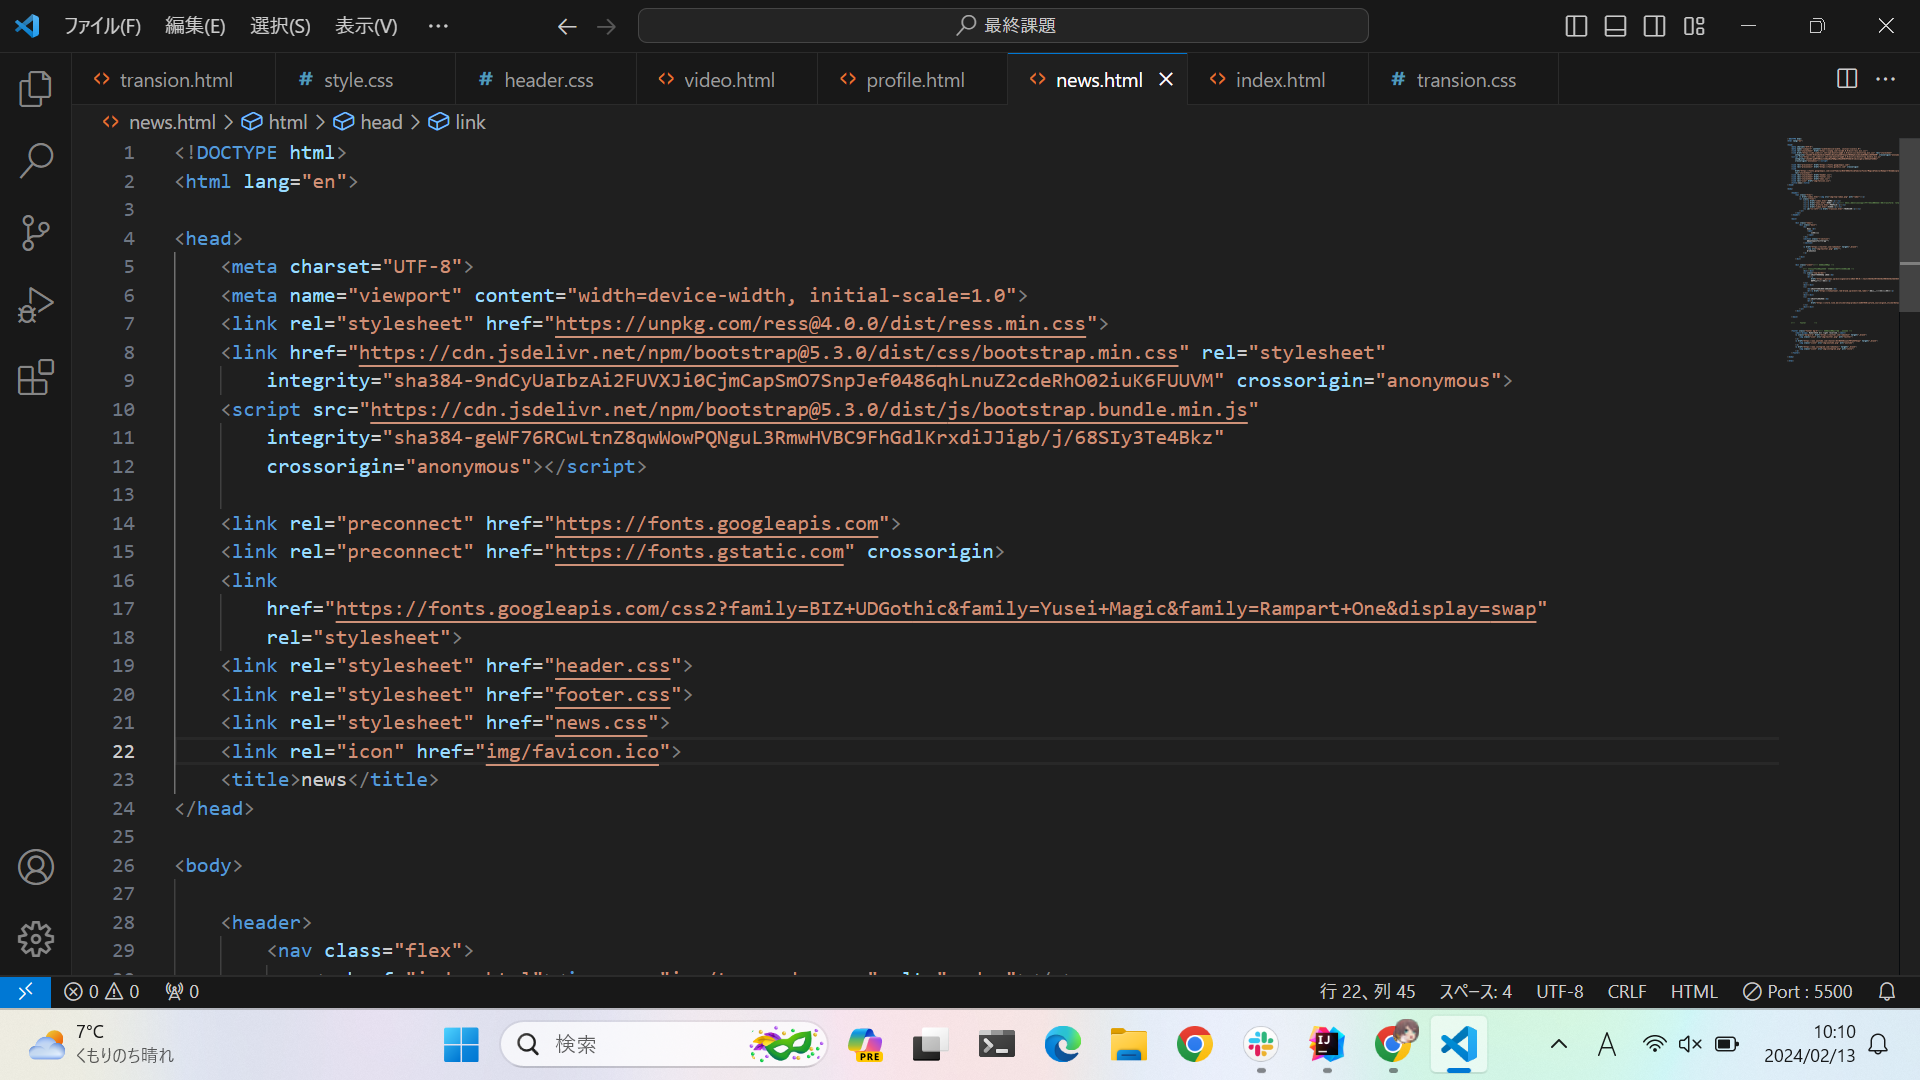 ファイル(F) 編集(E) 選択(S) 表示(V) ··· 最終課題
transion.html style.css header.css video.html profile.html news.html index.html transion.css
news.html > html > head > link
1 <!DOCTYPE html>
2 <html lang="en">
3
4 <head>
5 <meta charset="UTF-8">
6 <meta name="viewport" content="width=device-width, initial-scale=1.0">
7 <link rel="stylesheet" href="https://unpkg.com/ress@4.0.0/dist/ress.min.css">
8 <link href="https://cdn.jsdelivr.net/npm/bootstrap@5.3.0/dist/css/bootstrap.min.css" rel="stylesheet"
9 integrity="sha384-9ndCyUaIbzAi2FUVXJi0CjmCapSmO7SnpJef0486qhLnuZ2cdeRhO02iuK6FUUVM" crossorigin="anonymous">
10 <script src="https://cdn.jsdelivr.net/npm/bootstrap@5.3.0/dist/js/bootstrap.bundle.min.js"
11 integrity="sha384-geWF76RCwLtnZ8qwWowPQNguL3RmwHVBC9FhGdlKrxdiJJigb/j/68SIy3Te4Bkz"
12 crossorigin="anonymous"></script>
13
14 <link rel="preconnect" href="https://fonts.googleapis.com">
15 <link rel="preconnect" href="https://fonts.gstatic.com" crossorigin>
16 <link
17 href="https://fonts.googleapis.com/css2?family=BIZ+UDGothic&family=Yusei+Magic&family=Rampart+One&display=swap"
18 rel="stylesheet">
19 <link rel="stylesheet" href="header.css">
20 <link rel="stylesheet" href="footer.css">
21 <link rel="stylesheet" href="news.css">
22 <link rel="icon" href="img/favicon.ico">
23 <title>news</title>
24 </head>
25
26 <body>
27
28 <header>
29 <nav class="flex">
0 0 0 行 22、列 45 スペース: 4 UTF-8 CRLF HTML Port : 5500
7°C
くもりのち晴れ
検索
PRE
IJ
A
10:10
2024/02/13